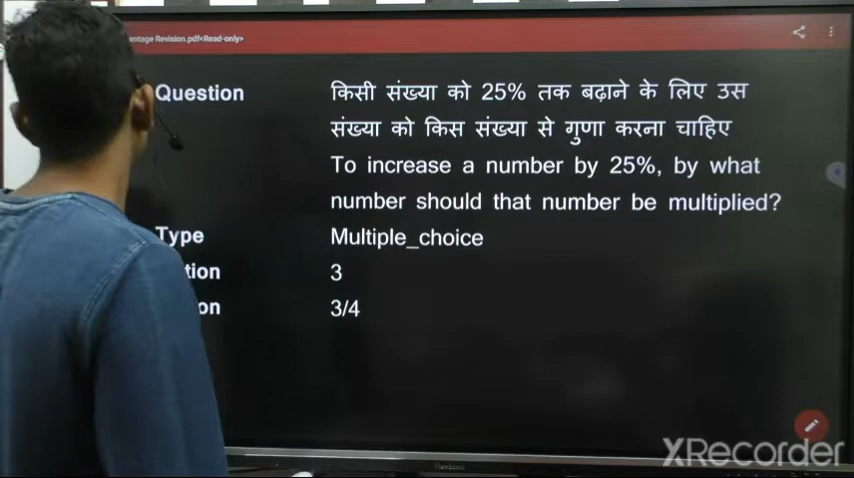 entage Revision.pdf<Read-only>
Question किसी संख्या को 25% तक बढ़ाने के लिए उस
संख्या को किस संख्या से गुणा करना चाहिए
To increase a number by 25%, by what
number should that number be multiplied?
Type Multiple_choice
tion 3
on 3/4
ViewSonic
XRecorder